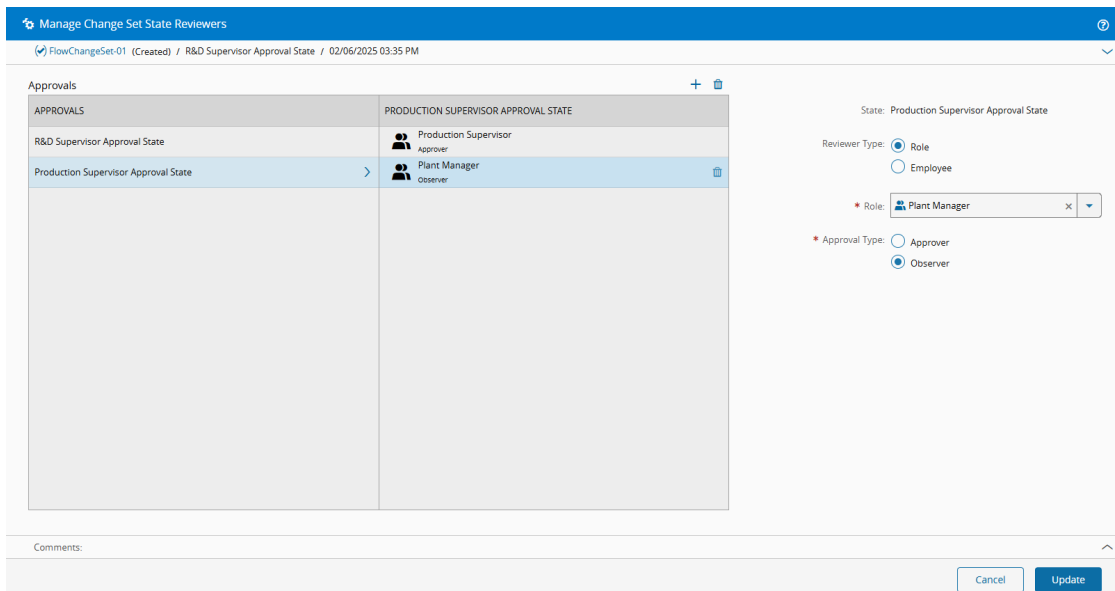 Manage Change Set State Reviewers
FlowChangeSet-01 (Created) / R&D Supervisor Approval State / 02/06/2025 03:35 PM
Approvals
APPROVALS
PRODUCTION SUPERVISOR APPROVAL STATE
R&D Supervisor Approval State
Production Supervisor
Approver
Production Supervisor Approval State
Plant Manager
Observer
State: Production Supervisor Approval State
Reviewer Type: Role
Employee
* Role: Plant Manager
* Approval Type: Approver
Observer
Comments:
Cancel
Update